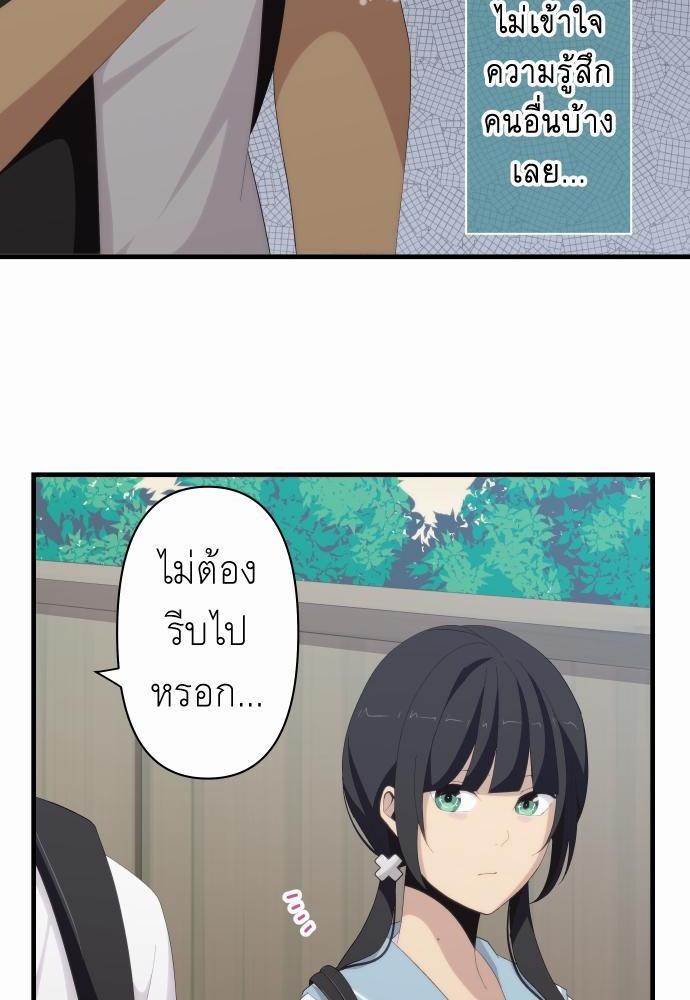 ไม่เข้าใจ
ความรู้สึก
คนอื่นบ้าง
เลย...
ไม่ต้อง
รีบไป
หรอก...